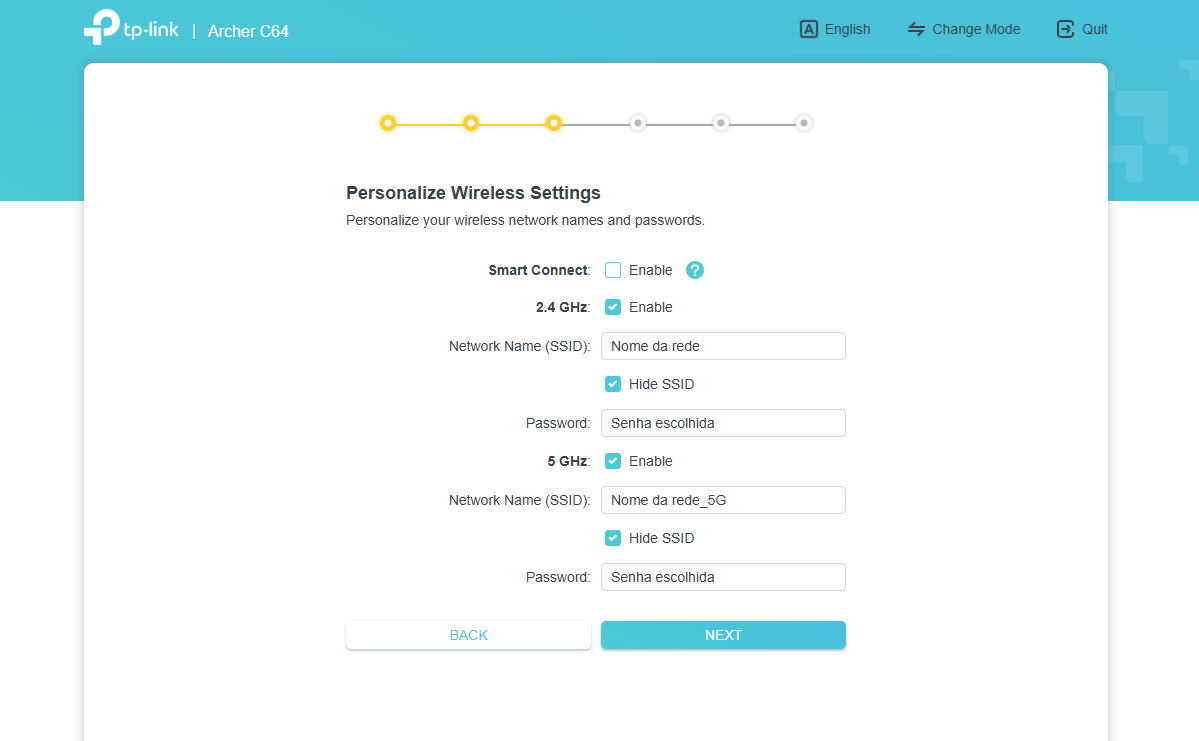 tp-link | Archer C64
English
Change Mode
Quit
Personalize Wireless Settings
Personalize your wireless network names and passwords.
Smart Connect: Enable ?
2.4 GHz: Enable
Network Name (SSID): Nome da rede
Hide SSID
Password: Senha escolhida
5 GHz: Enable
Network Name (SSID): Nome da rede_5G
Hide SSID
Password: Senha escolhida
BACK
NEXT